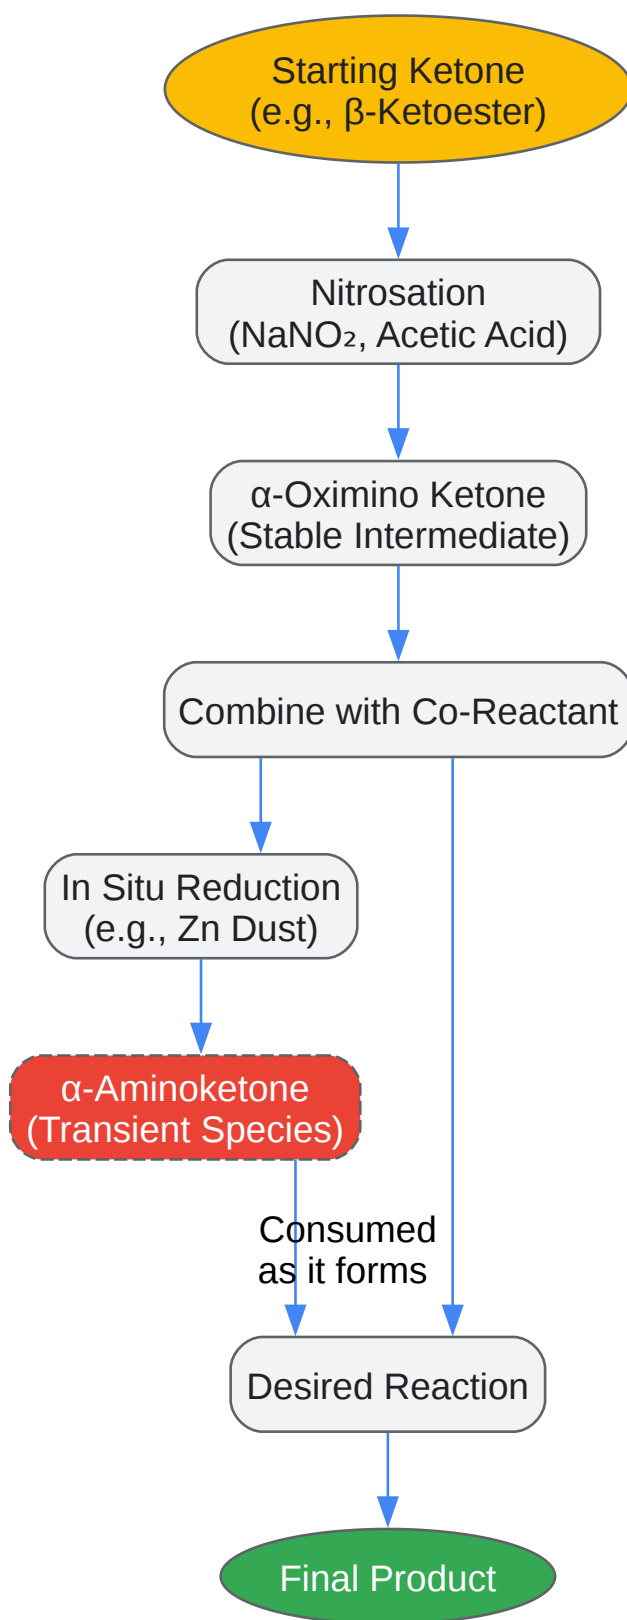 Starting Ketone
(e.g., β-Ketoester)
Nitrosation
(NaNO₂, Acetic Acid)
α-Oximino Ketone
(Stable Intermediate)
Combine with Co-Reactant
In Situ Reduction
(e.g., Zn Dust)
α-Aminoketone
(Transient Species)
Consumed
as it forms
Desired Reaction
Final Product